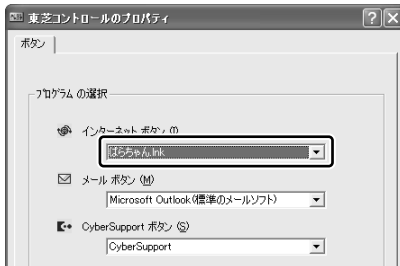 東芝コントロールのプロパティ
ボタン
プログラム の選択
インターネット ボタン (I)
ぱらちゃん.lnk
メール ボタン (M)
Microsoft Outlook(標準のメールソフト)
CyberSupport ボタン (S)
CyberSupport